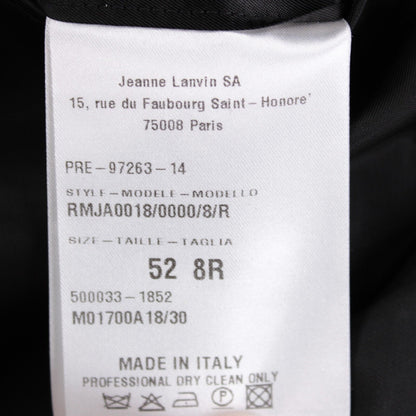 Jeanne Lanvin SA
15, rue du Faubourg Saint-Honore'
75008 Paris
PRE-97263-14
STYLE-MODELE-MODELLO
RMJA0018/0000/8/R
SIZE-TAILLE-TAGLIA
52 8R
500033-1852
M01700A18/30
MADE IN ITALY
PROFESSIONAL DRY CLEAN ONLY